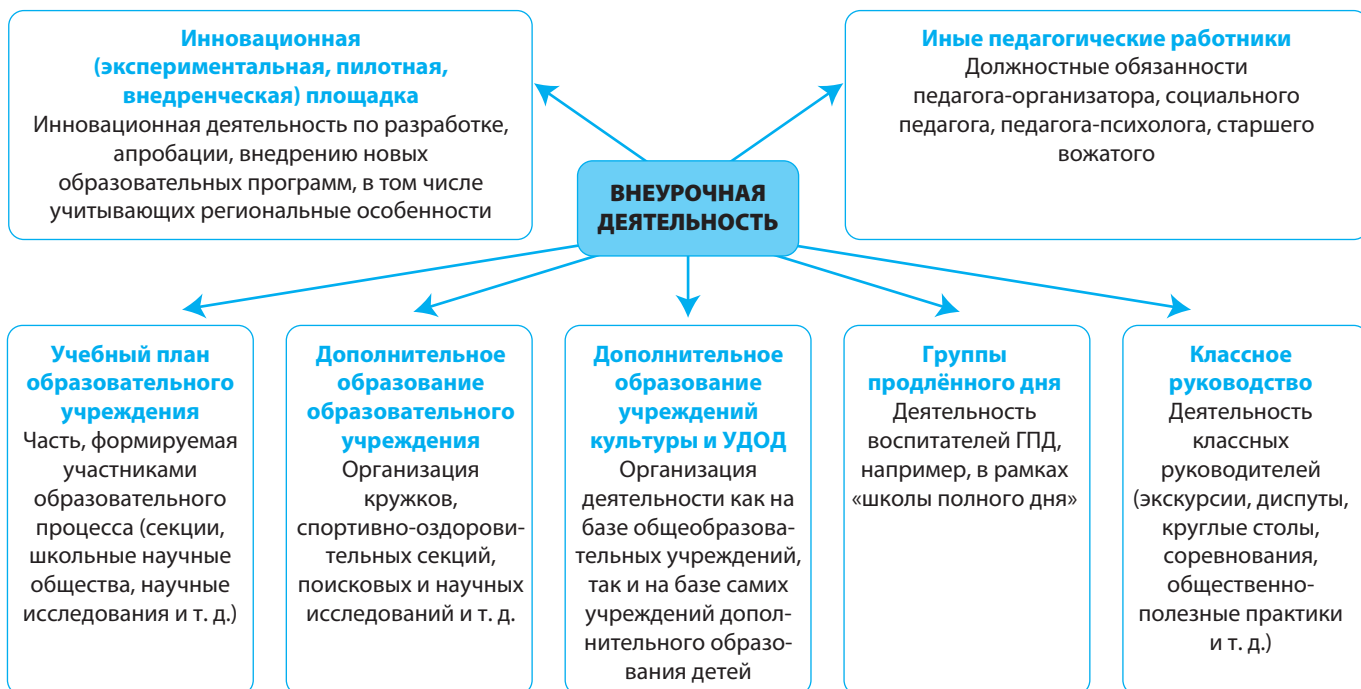 Инновационная
(экспериментальная, пилотная,
внедренческая) площадка
Инновационная деятельность по разработке,
апробации, внедрению новых
образовательных программ, в том числе
учитывающих региональные особенности
Иные педагогические работники
Должностные обязанности
педагога-организатора, социального
педагога, педагога-психолога, старшего
вожатого
ВНЕУРОЧНАЯ
ДЕЯТЕЛЬНОСТЬ
Учебный план
образовательного
учреждения
Часть, формируемая
участниками
образовательного
процесса (секции,
школьные научные
общества, научные
исследования и т. д.)
Дополнительное
образование
образовательного
учреждения
Организация
кружков,
спортивно-оздорови-
тельных секций,
поисковых и научных
исследований и т. д.
Дополнительное
образование
учреждений
культуры и УДОД
Организация
деятельности как на
базе общеобразова-
тельных учреждений,
так и на базе самих
учреждений допол-
нительного образо-
вания детей
Группы
продлённого дня
Деятельность
воспитателей ГПД,
например, в рамках
«школы полного дня»
Классное
руководство
Деятельность
классных
руководителей
(экскурсии, диспуты,
круглые столы,
соревнования,
общественно-
полезные практики
и т. д.)